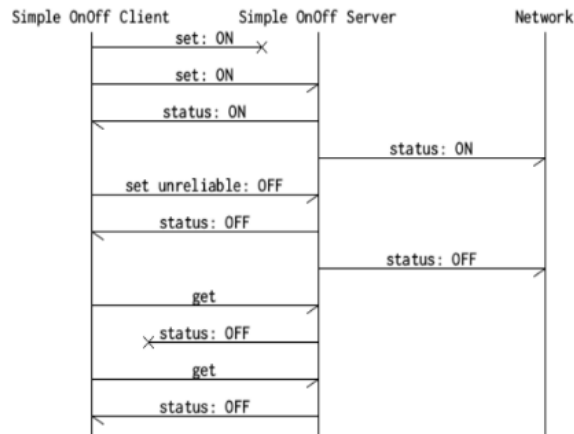 Simple OnOff Client Simple OnOff Server Network
set: ON
set: ON
status: ON
status: ON
set unreliable: OFF
status: OFF
status: OFF
get
status: OFF
get
status: OFF